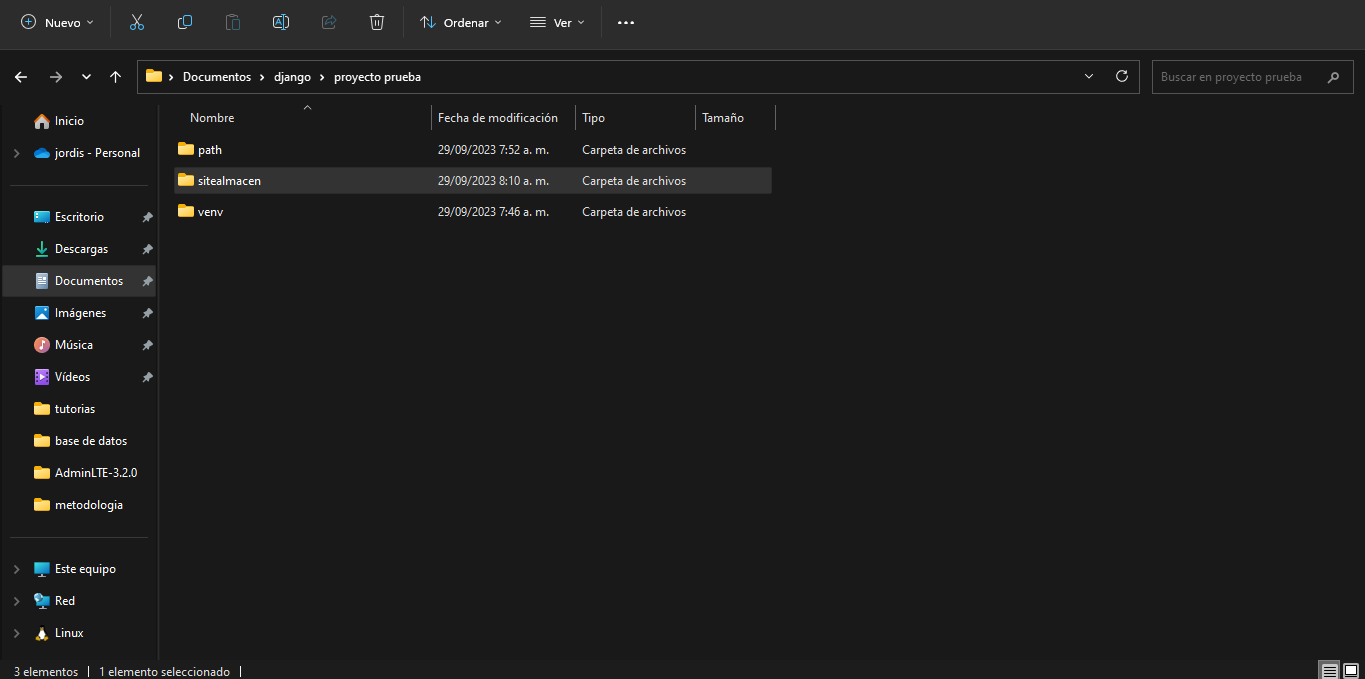 Nuevo Ordenar Ver
Documentos django proyecto prueba Buscar en proyecto prueba
Inicio
jordis - Personal
Escritorio
Descargas
Documentos
Imágenes
Música
Vídeos
tutorias
base de datos
AdminLTE-3.2.0
metodologia
Este equipo
Red
Linux
Nombre Fecha de modificación Tipo Tamaño
path 29/09/2023 7:52 a. m. Carpeta de archivos
sitealmacen 29/09/2023 8:10 a. m. Carpeta de archivos
venv 29/09/2023 7:46 a. m. Carpeta de archivos
3 elementos 1 elemento seleccionado